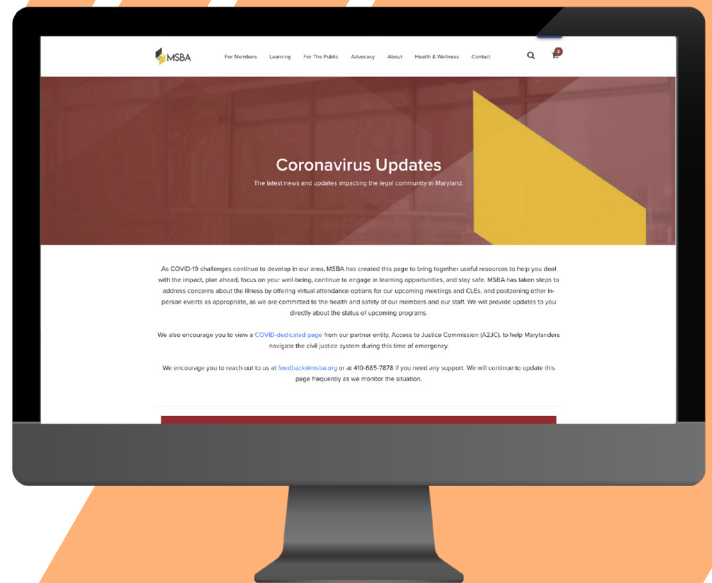 MSBA For Members Learning For The Public Advocacy About Health & Wellness Contact 2
Coronavirus Updates
The latest news and updates impacting the legal community in Maryland.
As COVID-19 challenges continue to develop in our area, MSBA has created this page to bring together useful resources to help you deal
with the impact, plan ahead, focus on your well-being, continue to engage in learning opportunities, and stay safe. MSBA has taken steps to
address concerns about the illness by offering virtual attendance options for our upcoming meetings and CLEs, and postponing other in-
person events as appropriate, as we are committed to the health and safety of our members and our staff. We will provide updates to you
directly about the status of upcoming programs.
We also encourage you to view a COVID-dedicated page from our partner entity, Access to Justice Commission (A2JC), to help Marylanders
navigate the civil justice system during this time of emergency.
We encourage you to reach out to us at feedback@msba.org or at 410-685-7878 if you need any support. We will continue to update this
page frequently as we monitor the situation.